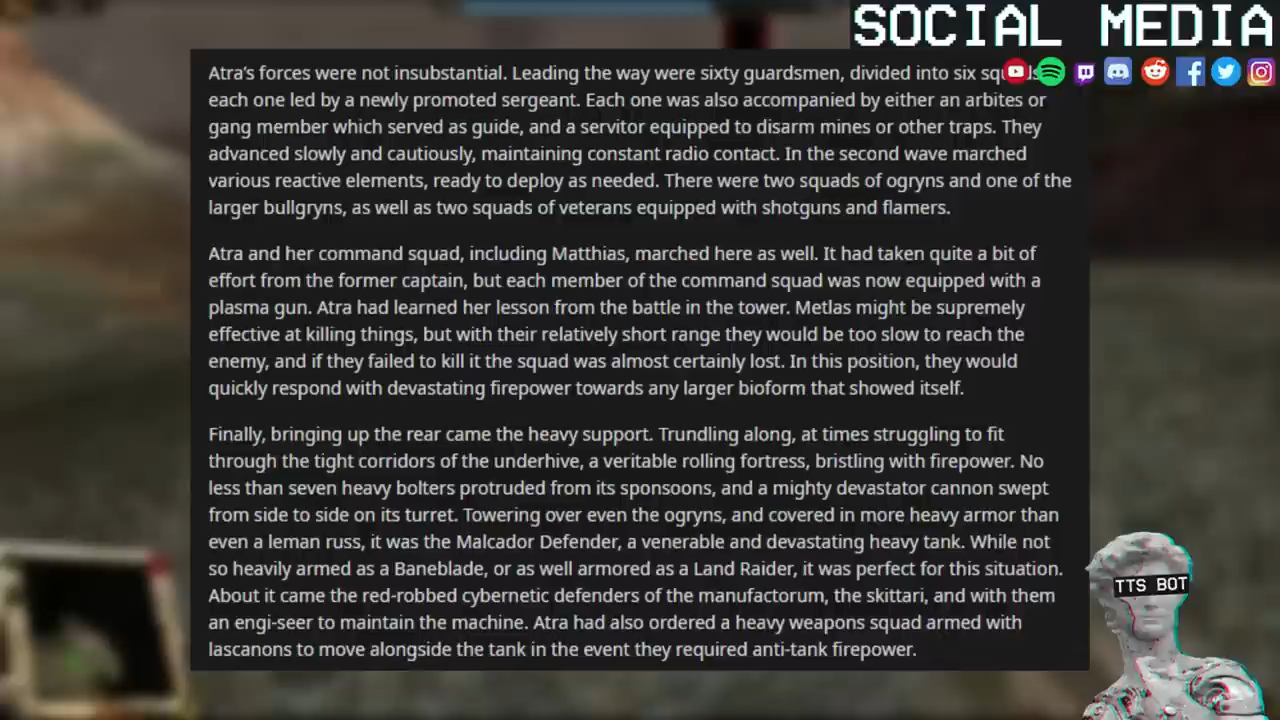 SOCIAL MEDIA
Atra's forces were not insubstantial. Leading the way were sixty guardsmen, divided into six
each one led by a newly promoted sergeant. Each one was also accompanied by either an arbites or
gang member which served as guide, and a servitor equipped to disarm mines or other traps. They
advanced slowly and cautiously, maintaining constant radio contact. In the second wave marched
various reactive elements, ready to deploy as needed. There were two squads of ogryns and one of the
larger bullgryns, as well as two squads of veterans equipped with shotguns and flamers.
Atra and her command squad, including Matthias, marched here as well. It had taken quite a bit of
effort from the former captain, but each member of the command squad was now equipped with a
plasma gun. Atra had learned her lesson from the battle in the tower. Metlas might be supremely
effective at killing things, but with their relatively short range they would be too slow to reach the
enemy, and if they failed to kill it the squad was almost certainly lost. In this position, they would
quickly respond with devastating firepower towards any larger bioform that showed itself.
Finally, bringing up the rear came the heavy support. Trundling along, at times struggling to fit
through the tight corridors of the underhive, a veritable rolling fortress, bristling with firepower. No
less than seven heavy bolters protruded from its sponsoons, and a mighty devastator cannon swept
from side to side on its turret. Towering over even the ogryns, and covered in more heavy armor than
even a leman russ, it was the Malcador Defender, a venerable and devastating heavy tank. While not
so heavily armed as a Baneblade, or as well armored as a Land Raider, it was perfect for this situation.
About it came the red-robbed cybernetic defenders of the manufactorum, the skittari, and with them
an engi-seer to maintain the machine. Atra had also ordered a heavy weapons squad armed with
lascanons to move alongside the tank in the event they required anti-tank firepower.
TTS BOT